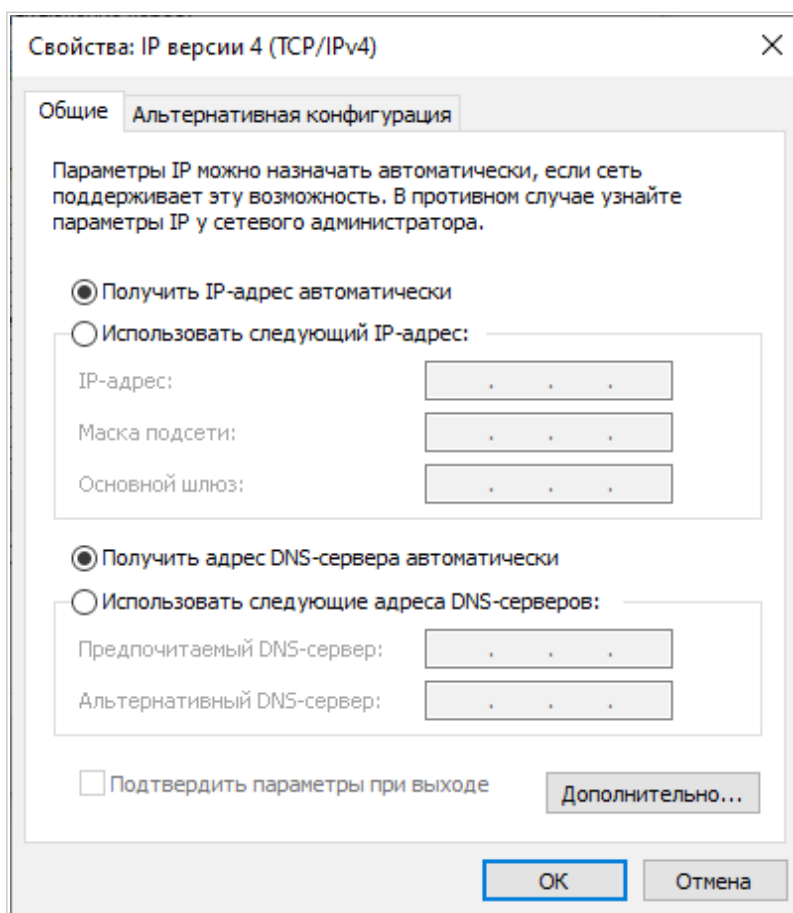 Свойства: IP версии 4 (TCP/IPv4)
Общие
Альтернативная конфигурация
Параметры IP можно назначать автоматически, если сеть
поддерживает эту возможность. В противном случае узнайте
параметры IP у сетевого администратора.
Получить IP-адрес автоматически
Использовать следующий IP-адрес:
IP-адрес:
Маска подсети:
Основной шлюз:
Получить адрес DNS-сервера автоматически
Использовать следующие адреса DNS-серверов:
Предпочитаемый DNS-сервер:
Альтернативный DNS-сервер:
Подтвердить параметры при выходе
Дополнительно...
ОК
Отмена